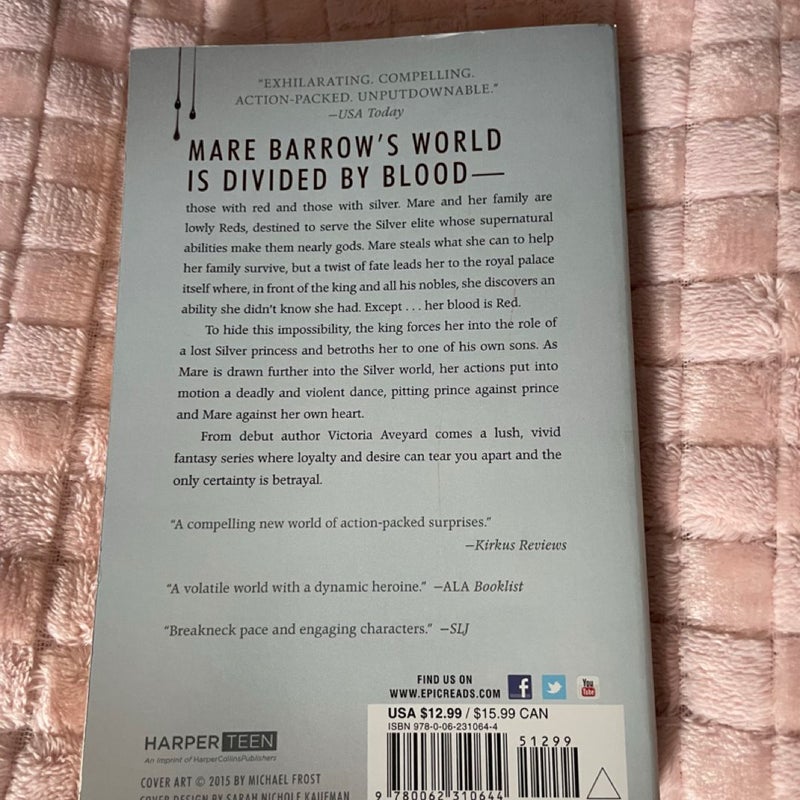 “EXHILARATING. COMPELLING.
ACTION-PACKED. UNPUTDOWNABLE.”
—USA Today
MARE BARROW’S WORLD
IS DIVIDED BY BLOOD—
those with red and those with silver. Mare and her family are
lowly Reds, destined to serve the Silver elite whose supernatural
abilities make them nearly gods. Mare steals what she can to help
her family survive, but a twist of fate leads her to the royal palace
itself where, in front of the king and all his nobles, she discovers an
ability she didn’t know she had. Except . . . her blood is Red.
To hide this impossibility, the king forces her into the role of
a lost Silver princess and betroths her to one of his own sons. As
Mare is drawn further into the Silver world, her actions put into
motion a deadly and violent dance, pitting prince against prince
and Mare against her own heart.
From debut author Victoria Aveyard comes a lush, vivid
fantasy series where loyalty and desire can tear you apart and the
only certainty is betrayal.
“A compelling new world of action-packed surprises.”
—Kirkus Reviews
“A volatile world with a dynamic heroine.” —ALA Booklist
“Breakneck pace and engaging characters.” —SLJ
FIND US ON
WWW.EPICREADS.COM
f
You
Tube
USA $12.99 / $15.99 CAN
ISBN 978-0-06-231064-4
51299
9 780062 310644
HARPER TEEN
An Imprint of HarperCollinsPublishers
COVER ART © 2015 BY MICHAEL FROST
COVER DESIGN BY SARAH NICHOLE KAUFMAN